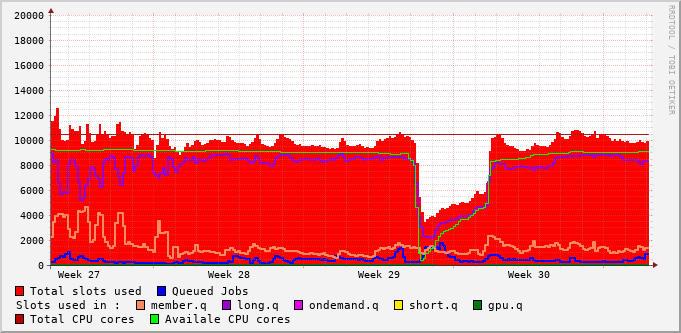 20000
18000
16000
14000
12000
10000
8000
6000
4000
2000
0
Week 27 Week 28 Week 29 Week 30
Total slots used Queued Jobs
Slots used in : member.q long.q ondemand.q short.q gpu.q
Total CPU cores Availale CPU cores
RRDTOOL / TOBI OETIKER